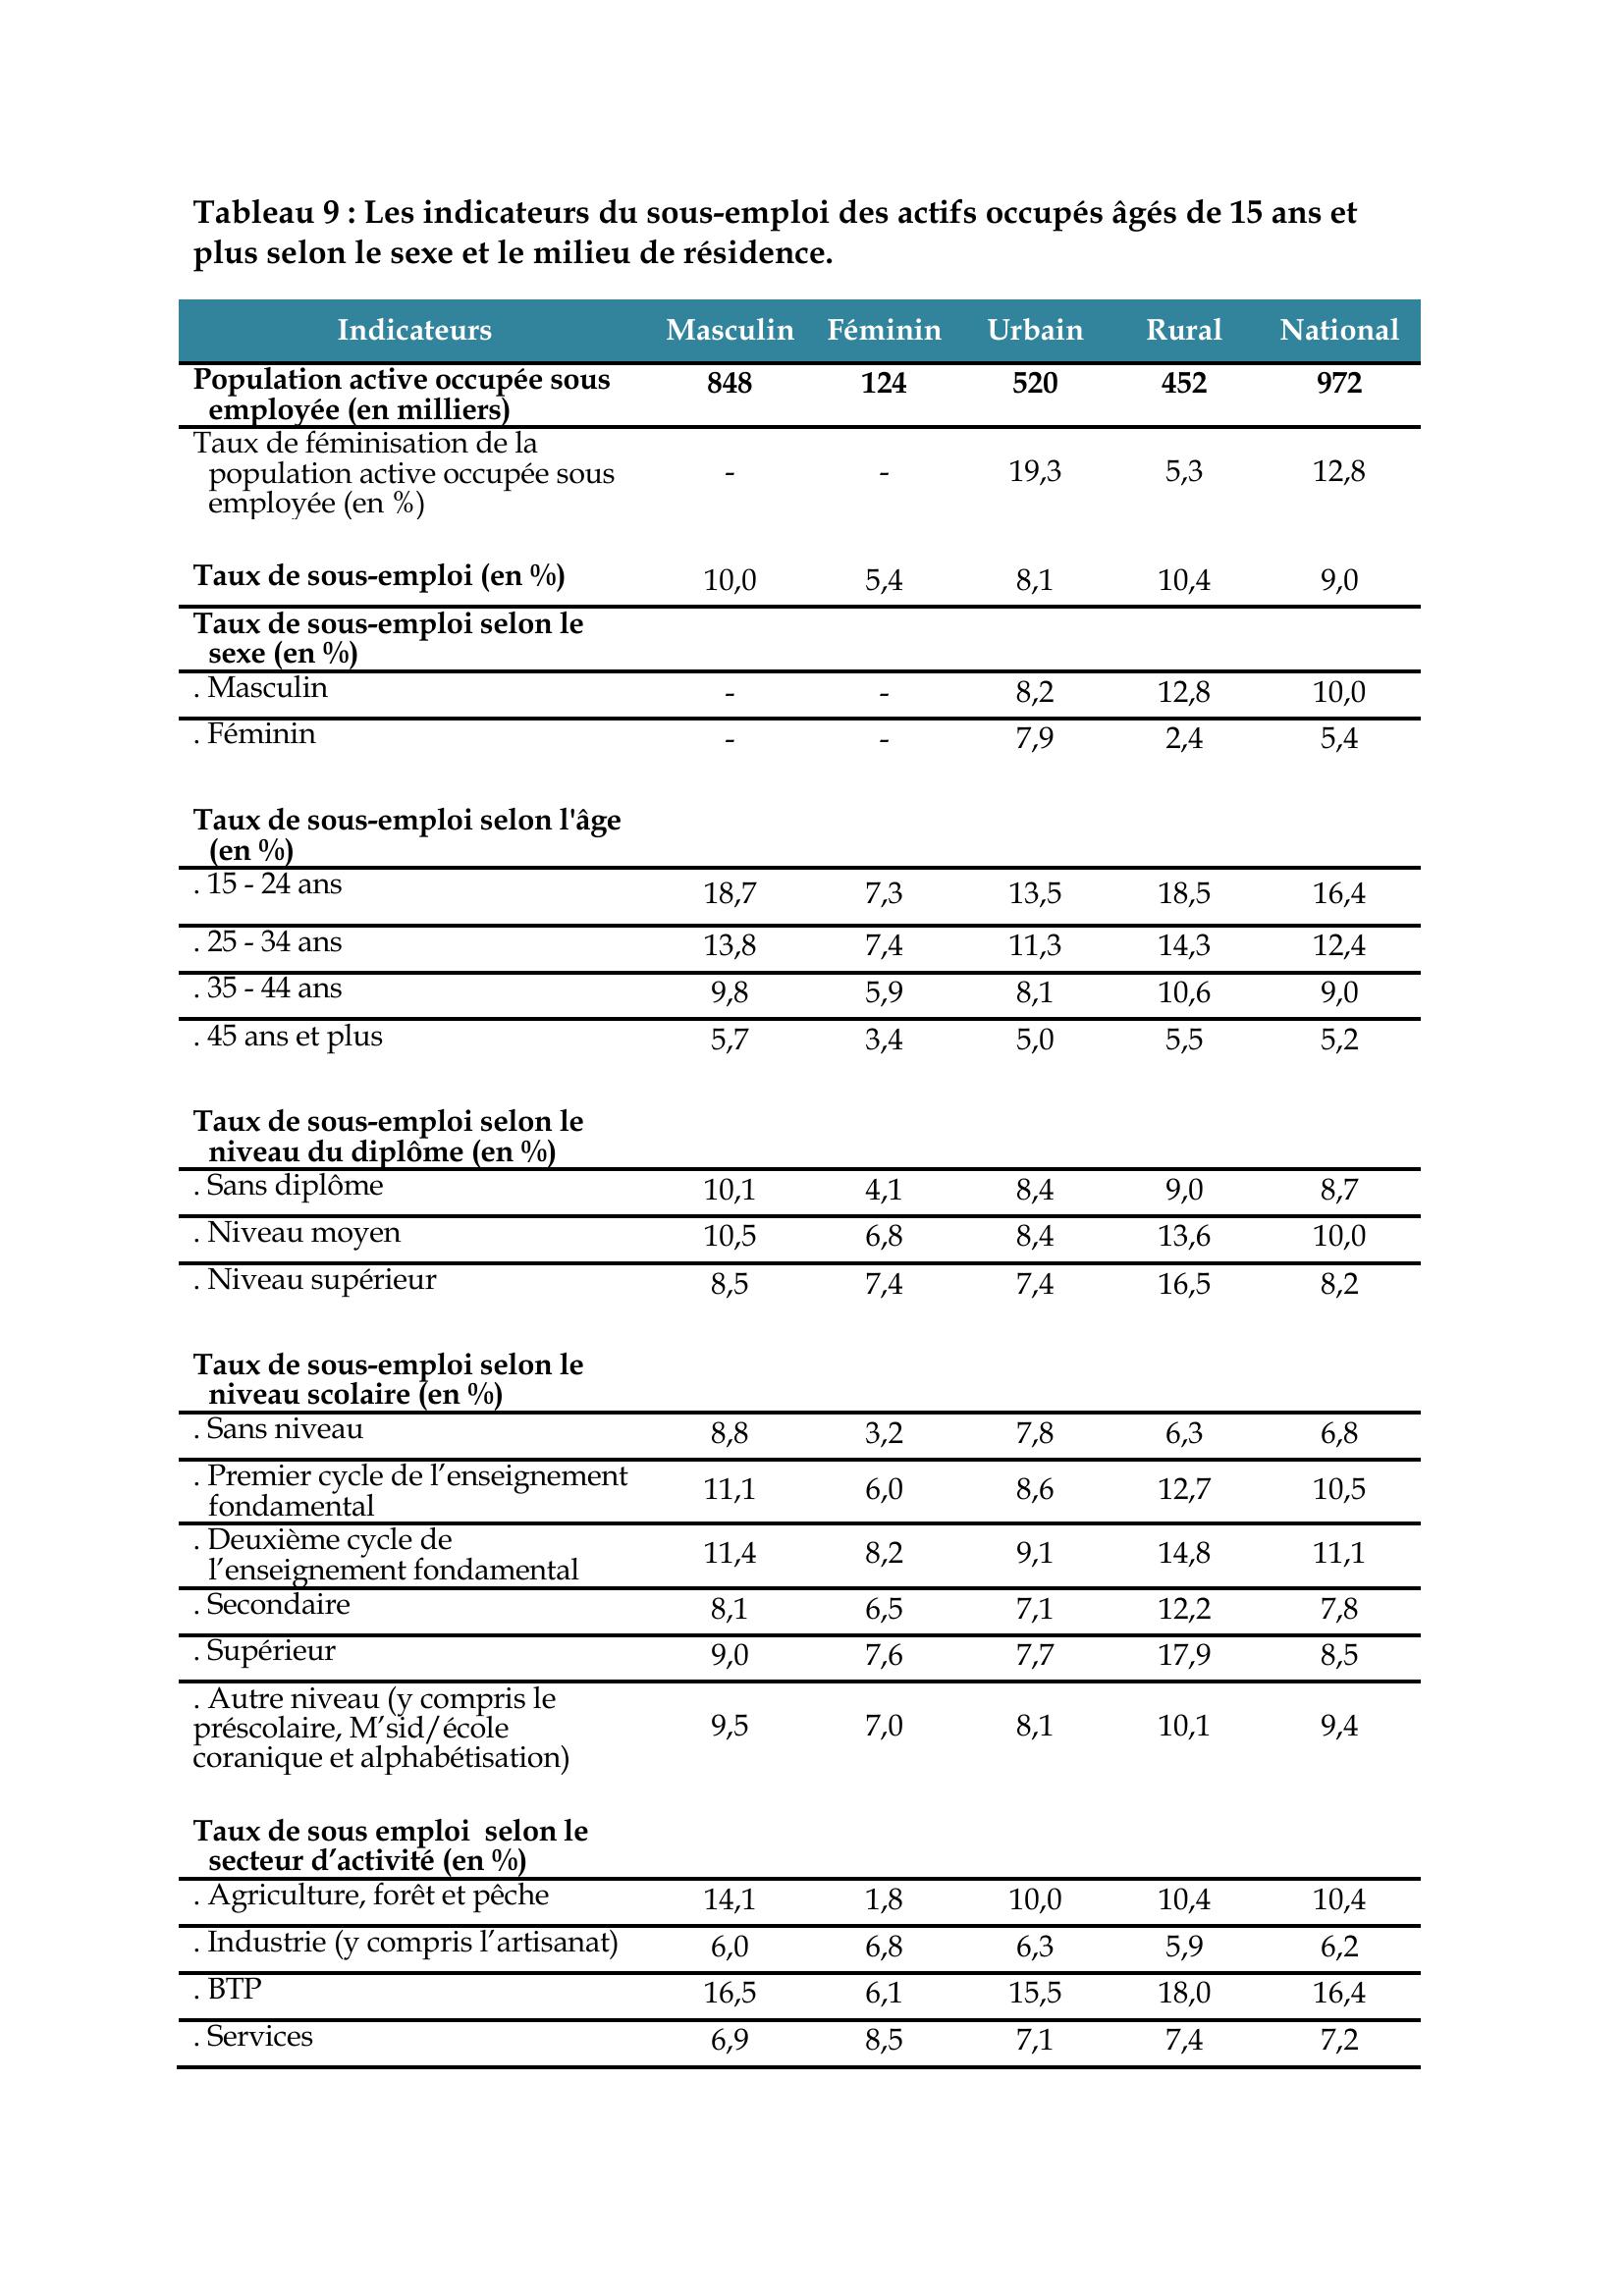 Tableau 9 : Les indicateurs du sous-emploi des actifs occupés âgés de 15 ans et
plus selon le sexe et le milieu de résidence.
Indicateurs Masculin Féminin Urbain Rural National
Population active occupée sous
employée (en milliers) 848 124 520 452 972
Taux de féminisation de la
population active occupée sous - - 19,3 5,3 12,8
employée (en %)
Taux de sous-emploi (en %) 10,0 5,4 8,1 10,4 9,0
Taux de sous-emploi selon le
sexe (en %)
. Masculin - - 8,2 12,8 10,0
. Féminin - - 7,9 2,4 5,4
Taux de sous-emploi selon l'âge
(en %)
. 15 - 24 ans 18,7 7,3 13,5 18,5 16,4
. 25 - 34 ans 13,8 7,4 11,3 14,3 12,4
. 35 - 44 ans 9,8 5,9 8,1 10,6 9,0
. 45 ans et plus 5,7 3,4 5,0 5,5 5,2
Taux de sous-emploi selon le
niveau du diplôme (en %)
. Sans diplôme 10,1 4,1 8,4 9,0 8,7
. Niveau moyen 10,5 6,8 8,4 13,6 10,0
. Niveau supérieur 8,5 7,4 7,4 16,5 8,2
Taux de sous-emploi selon le
niveau scolaire (en %)
. Sans niveau 8,8 3,2 7,8 6,3 6,8
. Premier cycle de l’enseignement
fondamental 11,1 6,0 8,6 12,7 10,5
. Deuxième cycle de
l’enseignement fondamental 11,4 8,2 9,1 14,8 11,1
. Secondaire 8,1 6,5 7,1 12,2 7,8
. Supérieur 9,0 7,6 7,7 17,9 8,5
. Autre niveau (y compris le
préscolaire, M’sid/école 9,5 7,0 8,1 10,1 9,4
coranique et alphabétisation)
Taux de sous emploi  selon le
secteur d’activité (en %)
. Agriculture, forêt et pêche 14,1 1,8 10,0 10,4 10,4
. Industrie (y compris l’artisanat) 6,0 6,8 6,3 5,9 6,2
. BTP 16,5 6,1 15,5 18,0 16,4
. Services 6,9 8,5 7,1 7,4 7,2